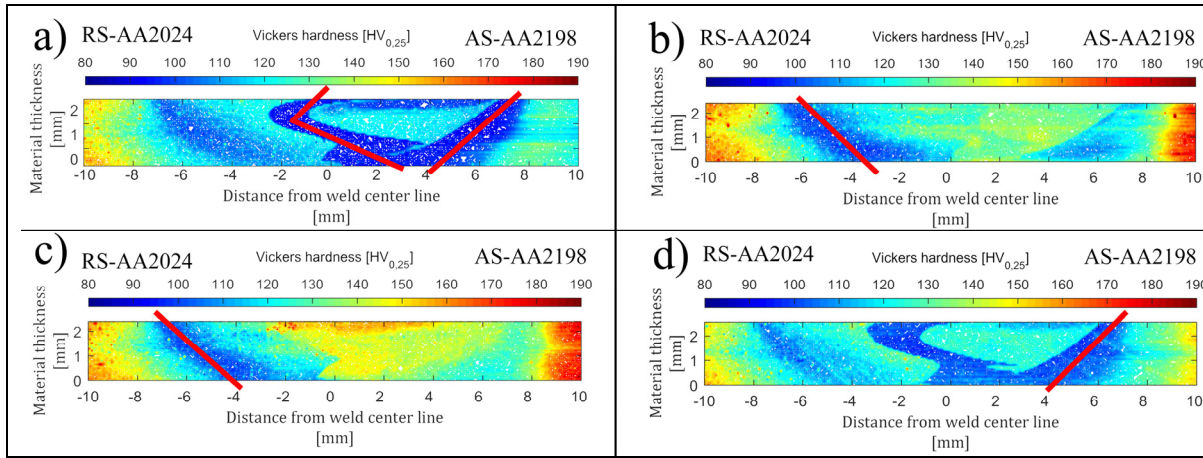 a) RS-AA2024 Vickers hardness [HV0,25] AS-AA2198
80 90 100 110 120 130 140 150 160 170 180 190
Material thickness
[mm]
2
1
0
-10 -8 -6 -4 -2 0 2 4 6 8 10
Distance from weld center line
[mm]
b) RS-AA2024 Vickers hardness [HV0,25] AS-AA2198
80 90 100 110 120 130 140 150 160 170 180 190
Material thickness
[mm]
2
1
0
-10 -8 -6 -4 -2 0 2 4 6 8 10
Distance from weld center line
[mm]
c) RS-AA2024 Vickers hardness [HV0,25] AS-AA2198
80 90 100 110 120 130 140 150 160 170 180 190
Material thickness
[mm]
2
1
0
-10 -8 -6 -4 -2 0 2 4 6 8 10
Distance from weld center line
[mm]
d) RS-AA2024 Vickers hardness [HV0,25] AS-AA2198
80 90 100 110 120 130 140 150 160 170 180 190
Material thickness
[mm]
2
1
0
-10 -8 -6 -4 -2 0 2 4 6 8 10
Distance from weld center line
[mm]